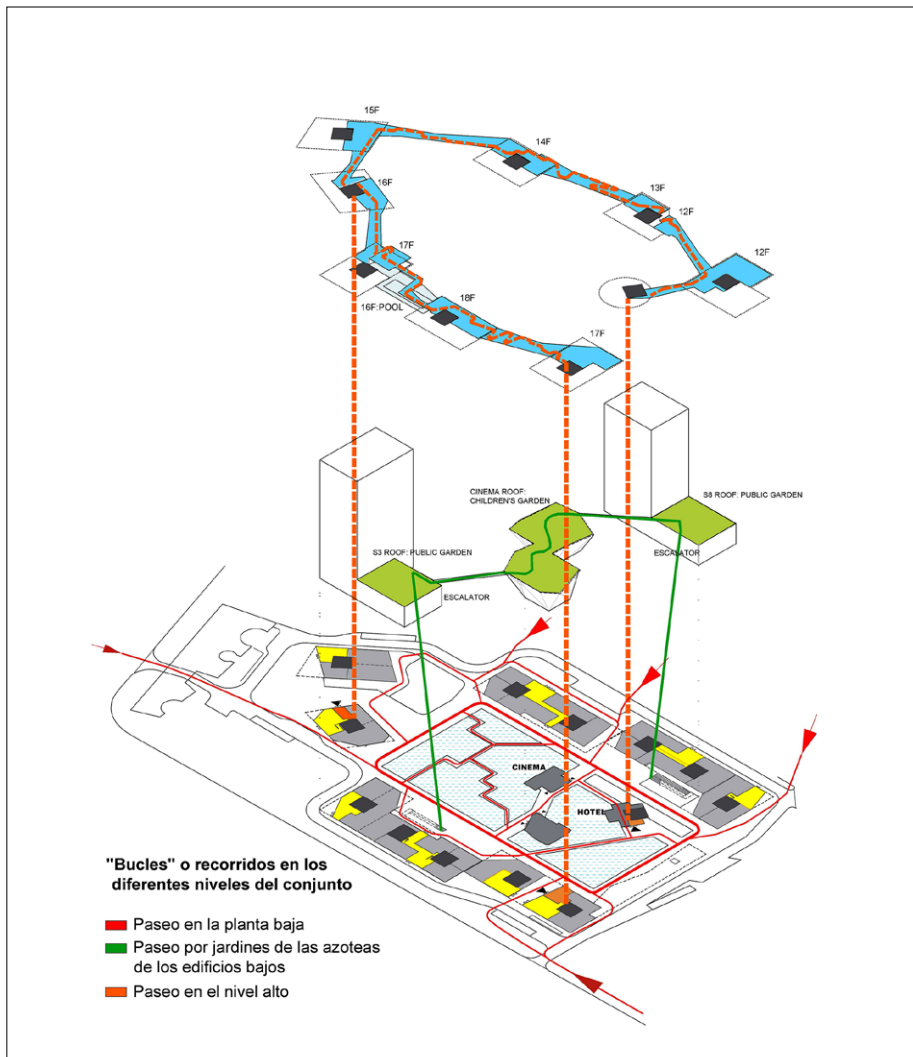 15F
14F
16F
13F
12F
12F
17F
16F:POOL
18F
17F
CINEMA ROOF:
CHILDREN'S GARDEN
S8 ROOF: PUBLIC GARDEN
S3 ROOF: PUBLIC GARDEN
ESCALATOR
ESCALATOR
CINEMA
HOTEL
"Bucles" o recorridos en los
diferentes niveles del conjunto
Paseo en la planta baja
Paseo por jardines de las azoteas
de los edificios bajos
Paseo en el nivel alto